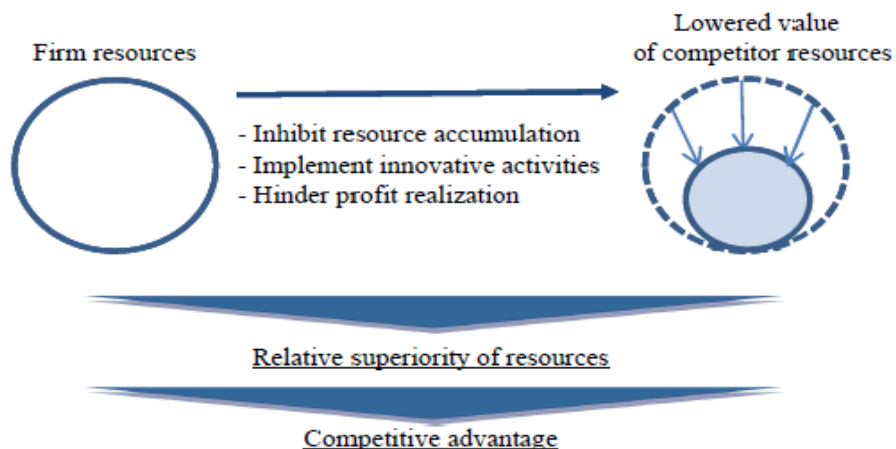 Firm resources
Lowered value
of competitor resources
- Inhibit resource accumulation
- Implement innovative activities
- Hinder profit realization
Relative superiority of resources
Competitive advantage